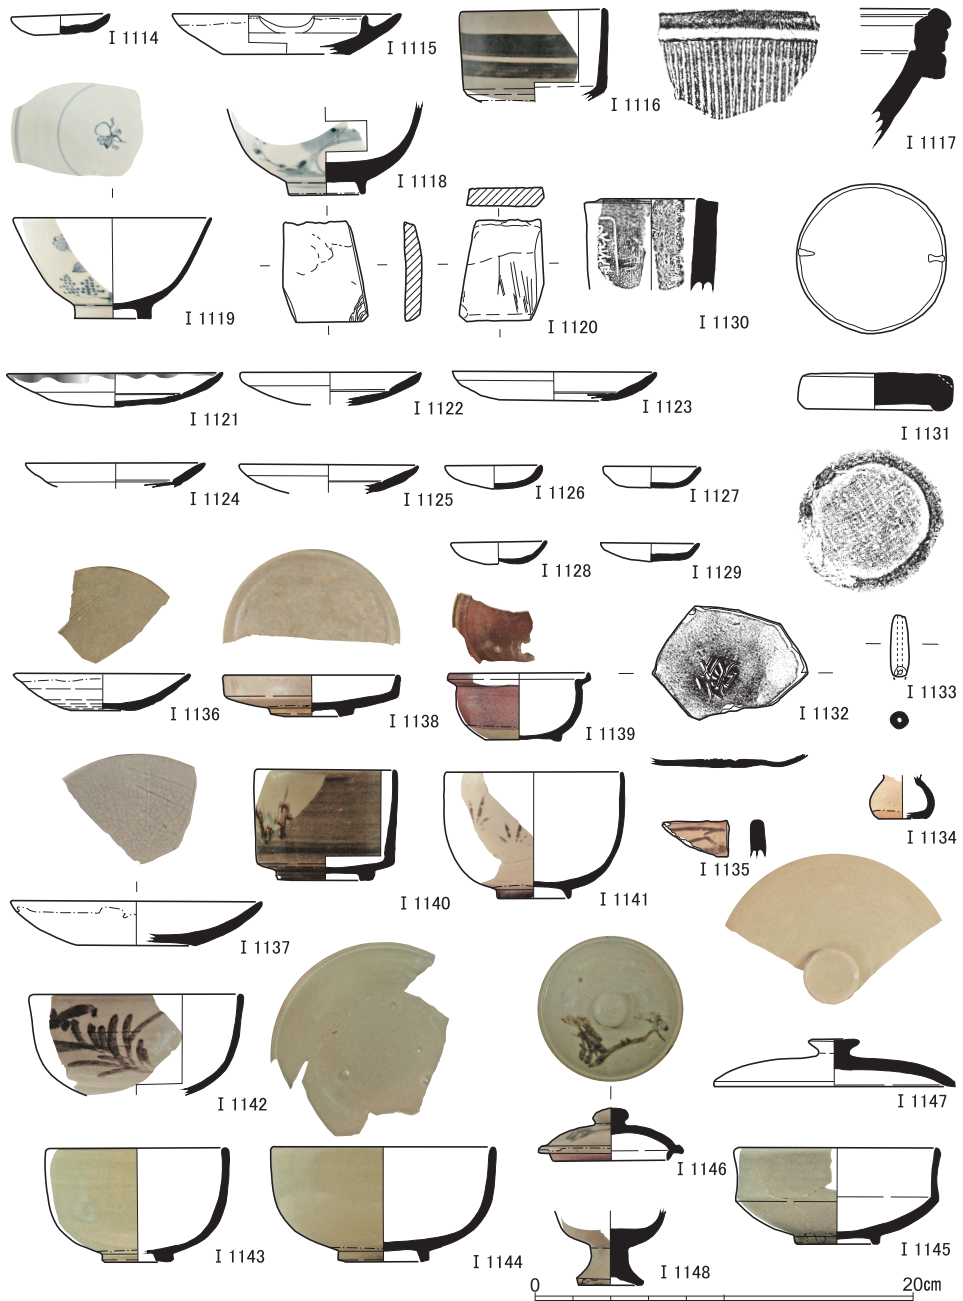 I 1114
I 1115
I 1116
I 1117
I 1118
I 1119
I 1120
I 1130
I 1121
I 1122
I 1123
I 1131
I 1124
I 1125
I 1126
I 1127
I 1128
I 1129
I 1136
I 1138
I 1139
I 1132
I 1133
I 1134
I 1135
I 1140
I 1141
I 1137
I 1142
I 1147
I 1146
I 1143
I 1144
I 1145
I 1148
0 20cm